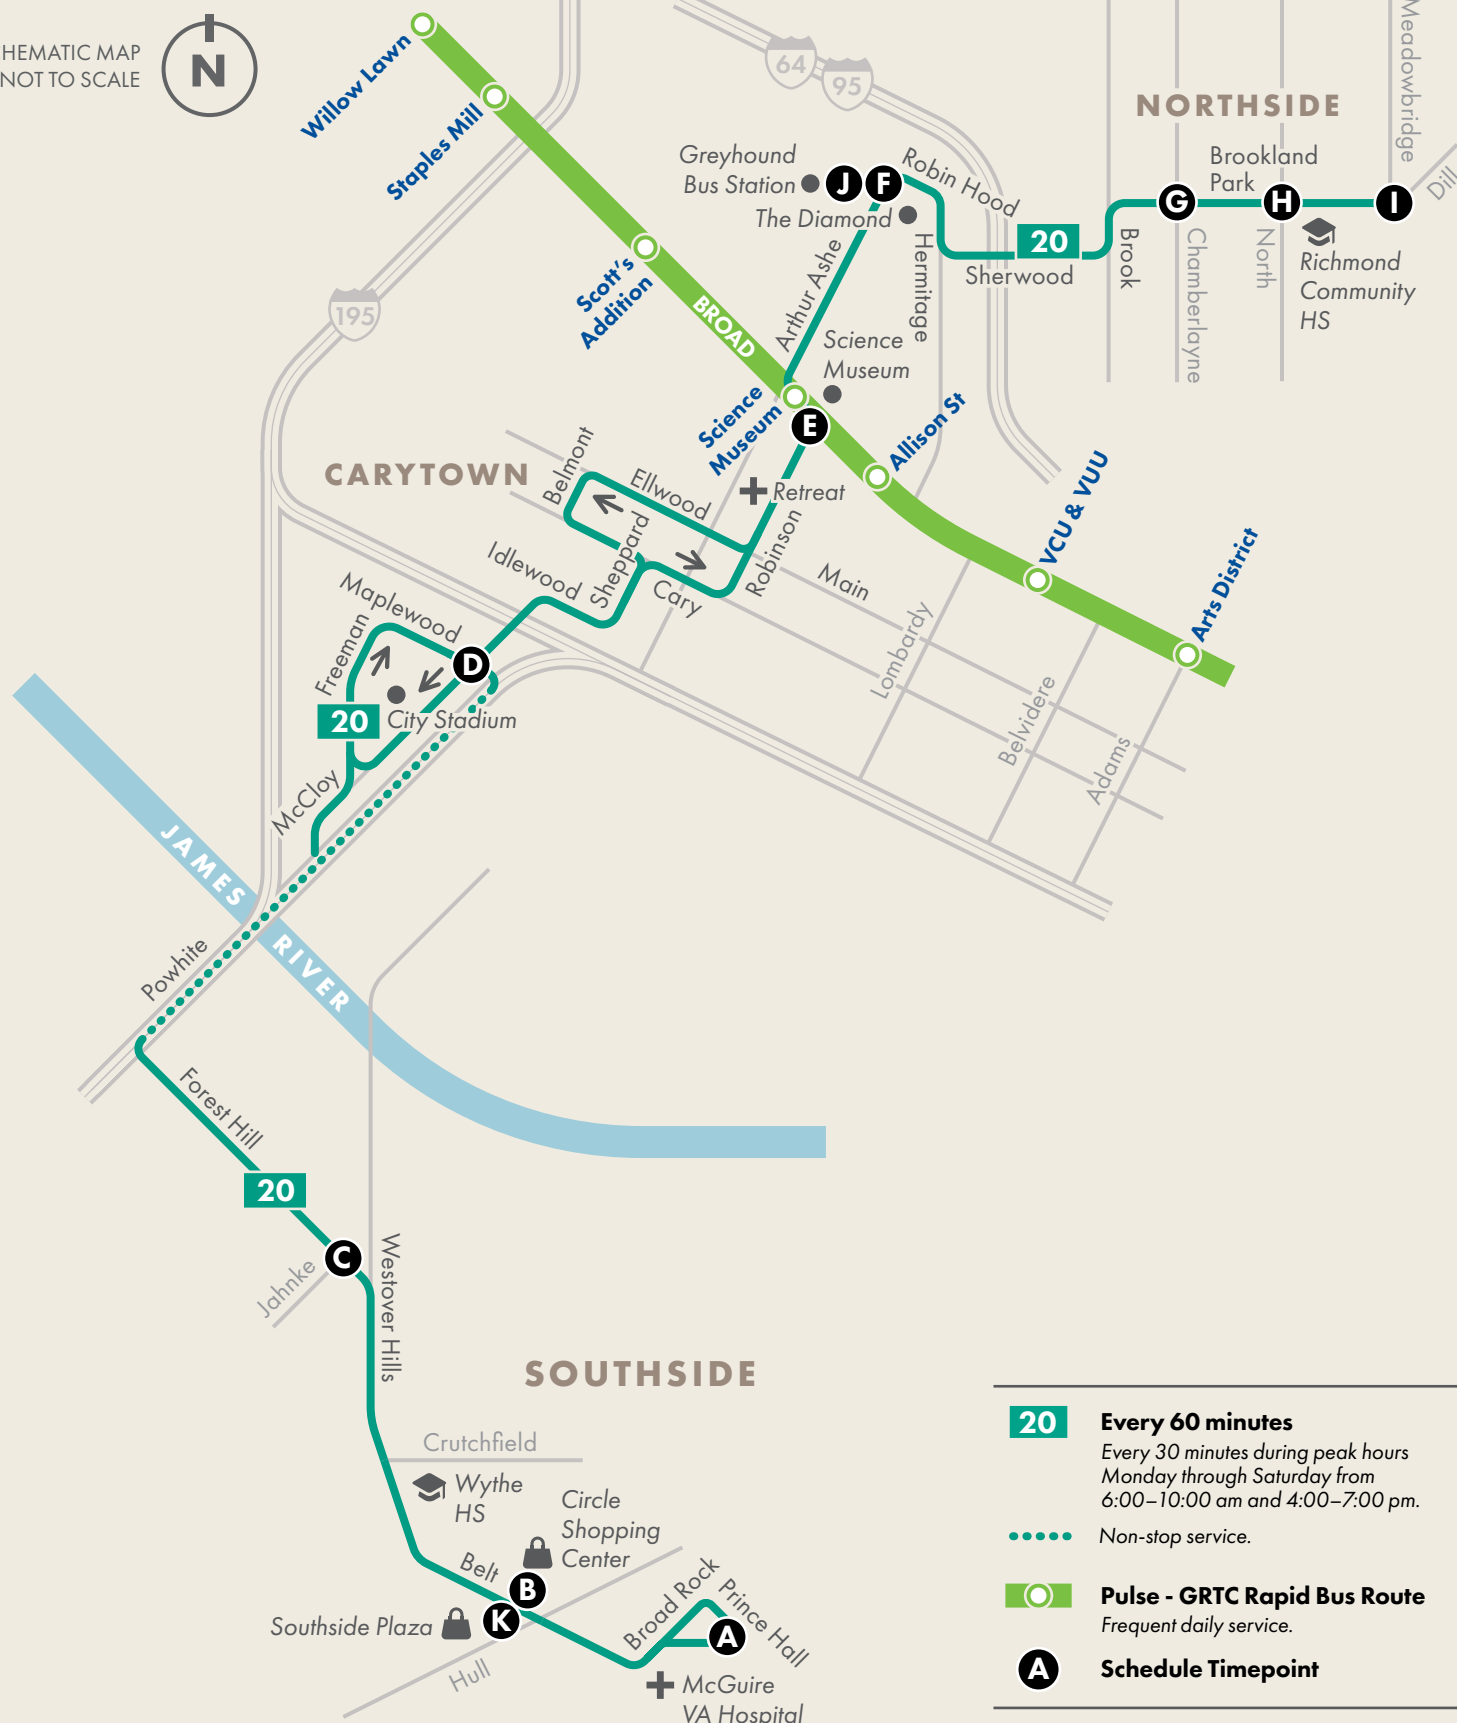 HEMATIC MAP
NOT TO SCALE
N
Willow Lawn
Staples Mill
64
95
NORTHSIDE
Meadowbridge
Greyhound
Bus Station
J
F
Robin Hood
Brookland
Park
G
H
I
Dill
The Diamond
20
Sherwood
Brook
Chamberlayne
North
Richmond
Community
HS
Hermitage
Arthur Ashe
Scott's
Addition
195
BROAD
Science
Museum
Science
Museum
E
Allison St
CARYTOWN
Belmont
Ellwood
Retreat
VCU & VUU
Arts District
Sheppard
Robinson
Idlewood
Cary
Main
Lombardy
Belvidere
Adams
Maplewood
Freeman
D
20
City Stadium
McCloy
JAMES
RIVER
Powhite
Forest Hill
20
C
Jahnke
Westover Hills
SOUTHSIDE
Crutchfield
Wythe
HS
Circle
Shopping
Center
Belt
B
K
Southside Plaza
Hull
Broad Rock
Prince Hall
A
McGuire
VA Hospital
20
Every 60 minutes
Every 30 minutes during peak hours
Monday through Saturday from
6:00–10:00 am and 4:00–7:00 pm.
Non-stop service.
Pulse - GRTC Rapid Bus Route
Frequent daily service.
A
Schedule Timepoint